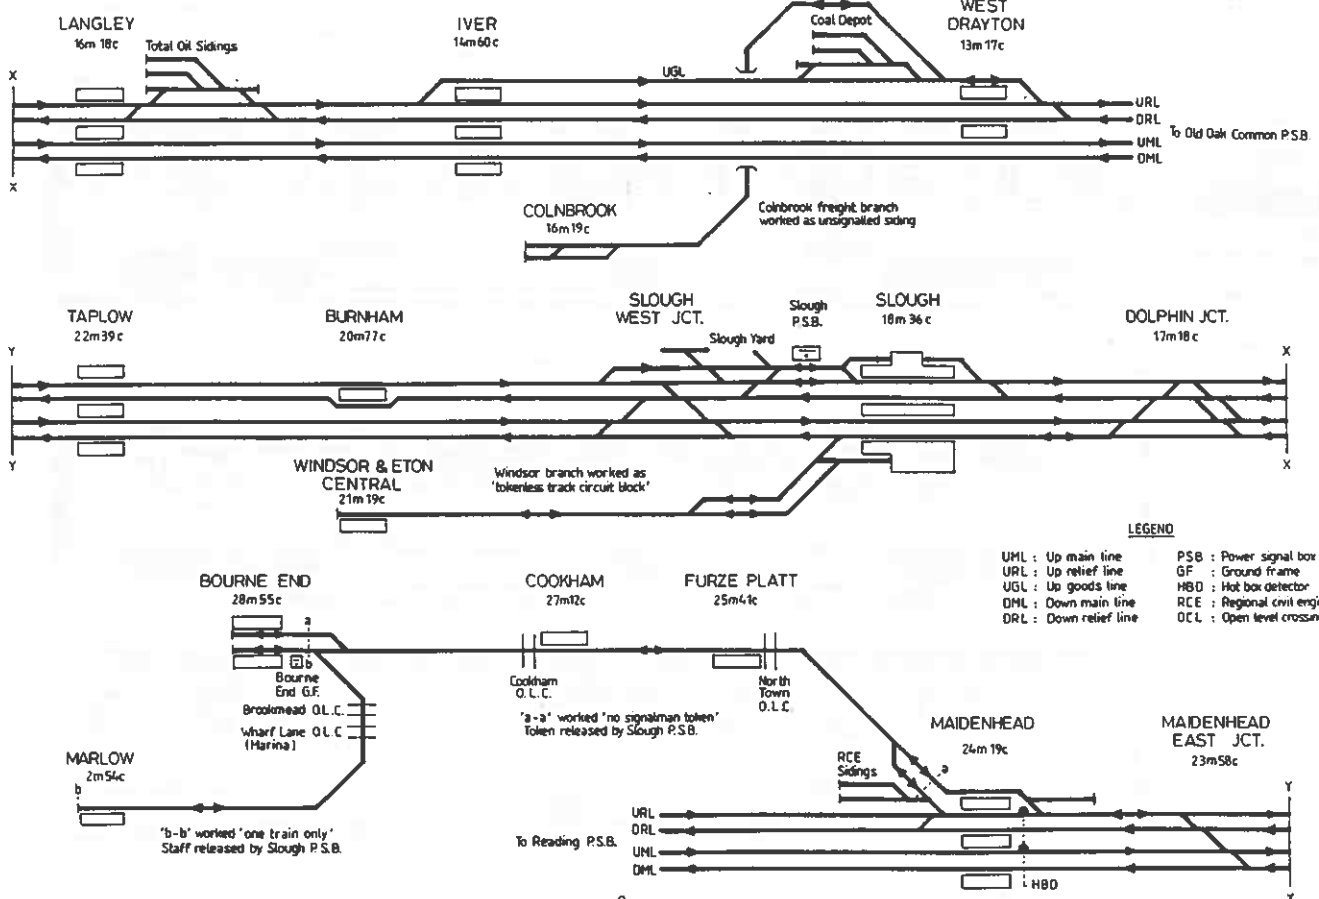 LANGLEY
16m 18c
Total Oil Sidings
IVER
14m 60c
UGL
Coal Depot
WEST
DRAYTON
13m 17c
X
X
URL
DRL
UML
DML
To Old Oak Common P.S.B.
COLNBROOK
16m 19c
Colnbrook freight branch
worked as unsignalled siding
TAPLOW
22m 39c
BURNHAM
20m 77c
SLOUGH
WEST JCT.
Slough Yard
Slough
P.S.B.
SLOUGH
18m 36c
DOLPHIN JCT.
17m 18c
Y
Y
X
X
WINDSOR & ETON
CENTRAL
21m 19c
Windsor branch worked as
'tokenless track circuit block'
LEGEND
UML : Up main line
URL : Up relief line
UGL : Up goods line
DML : Down main line
DRL : Down relief line
PSB : Power signal box
GF : Ground frame
HBD : Hot box detector
RCE : Regional civil engi
OCL : Open level crossin
BOURNE END
28m 55c
a
b
Bourne
End G.F.
Brookmead O.L.C.
Wharf Lane O.L.C
(Marina)
COOKHAM
27m 12c
Cookham
O.L.C.
FURZE PLATT
25m 41c
North
Town
O.L.C.
'a-a' worked 'no signalman token'
Token released by Slough P.S.B.
MARLOW
2m 54c
b
'b-b' worked 'one train only'
Staff released by Slough P.S.B.
RCE
Sidings
a
MAIDENHEAD
24m 19c
MAIDENHEAD
EAST JCT.
23m 58c
Y
To Reading P.S.B.
URL
DRL
UML
DML
HBD